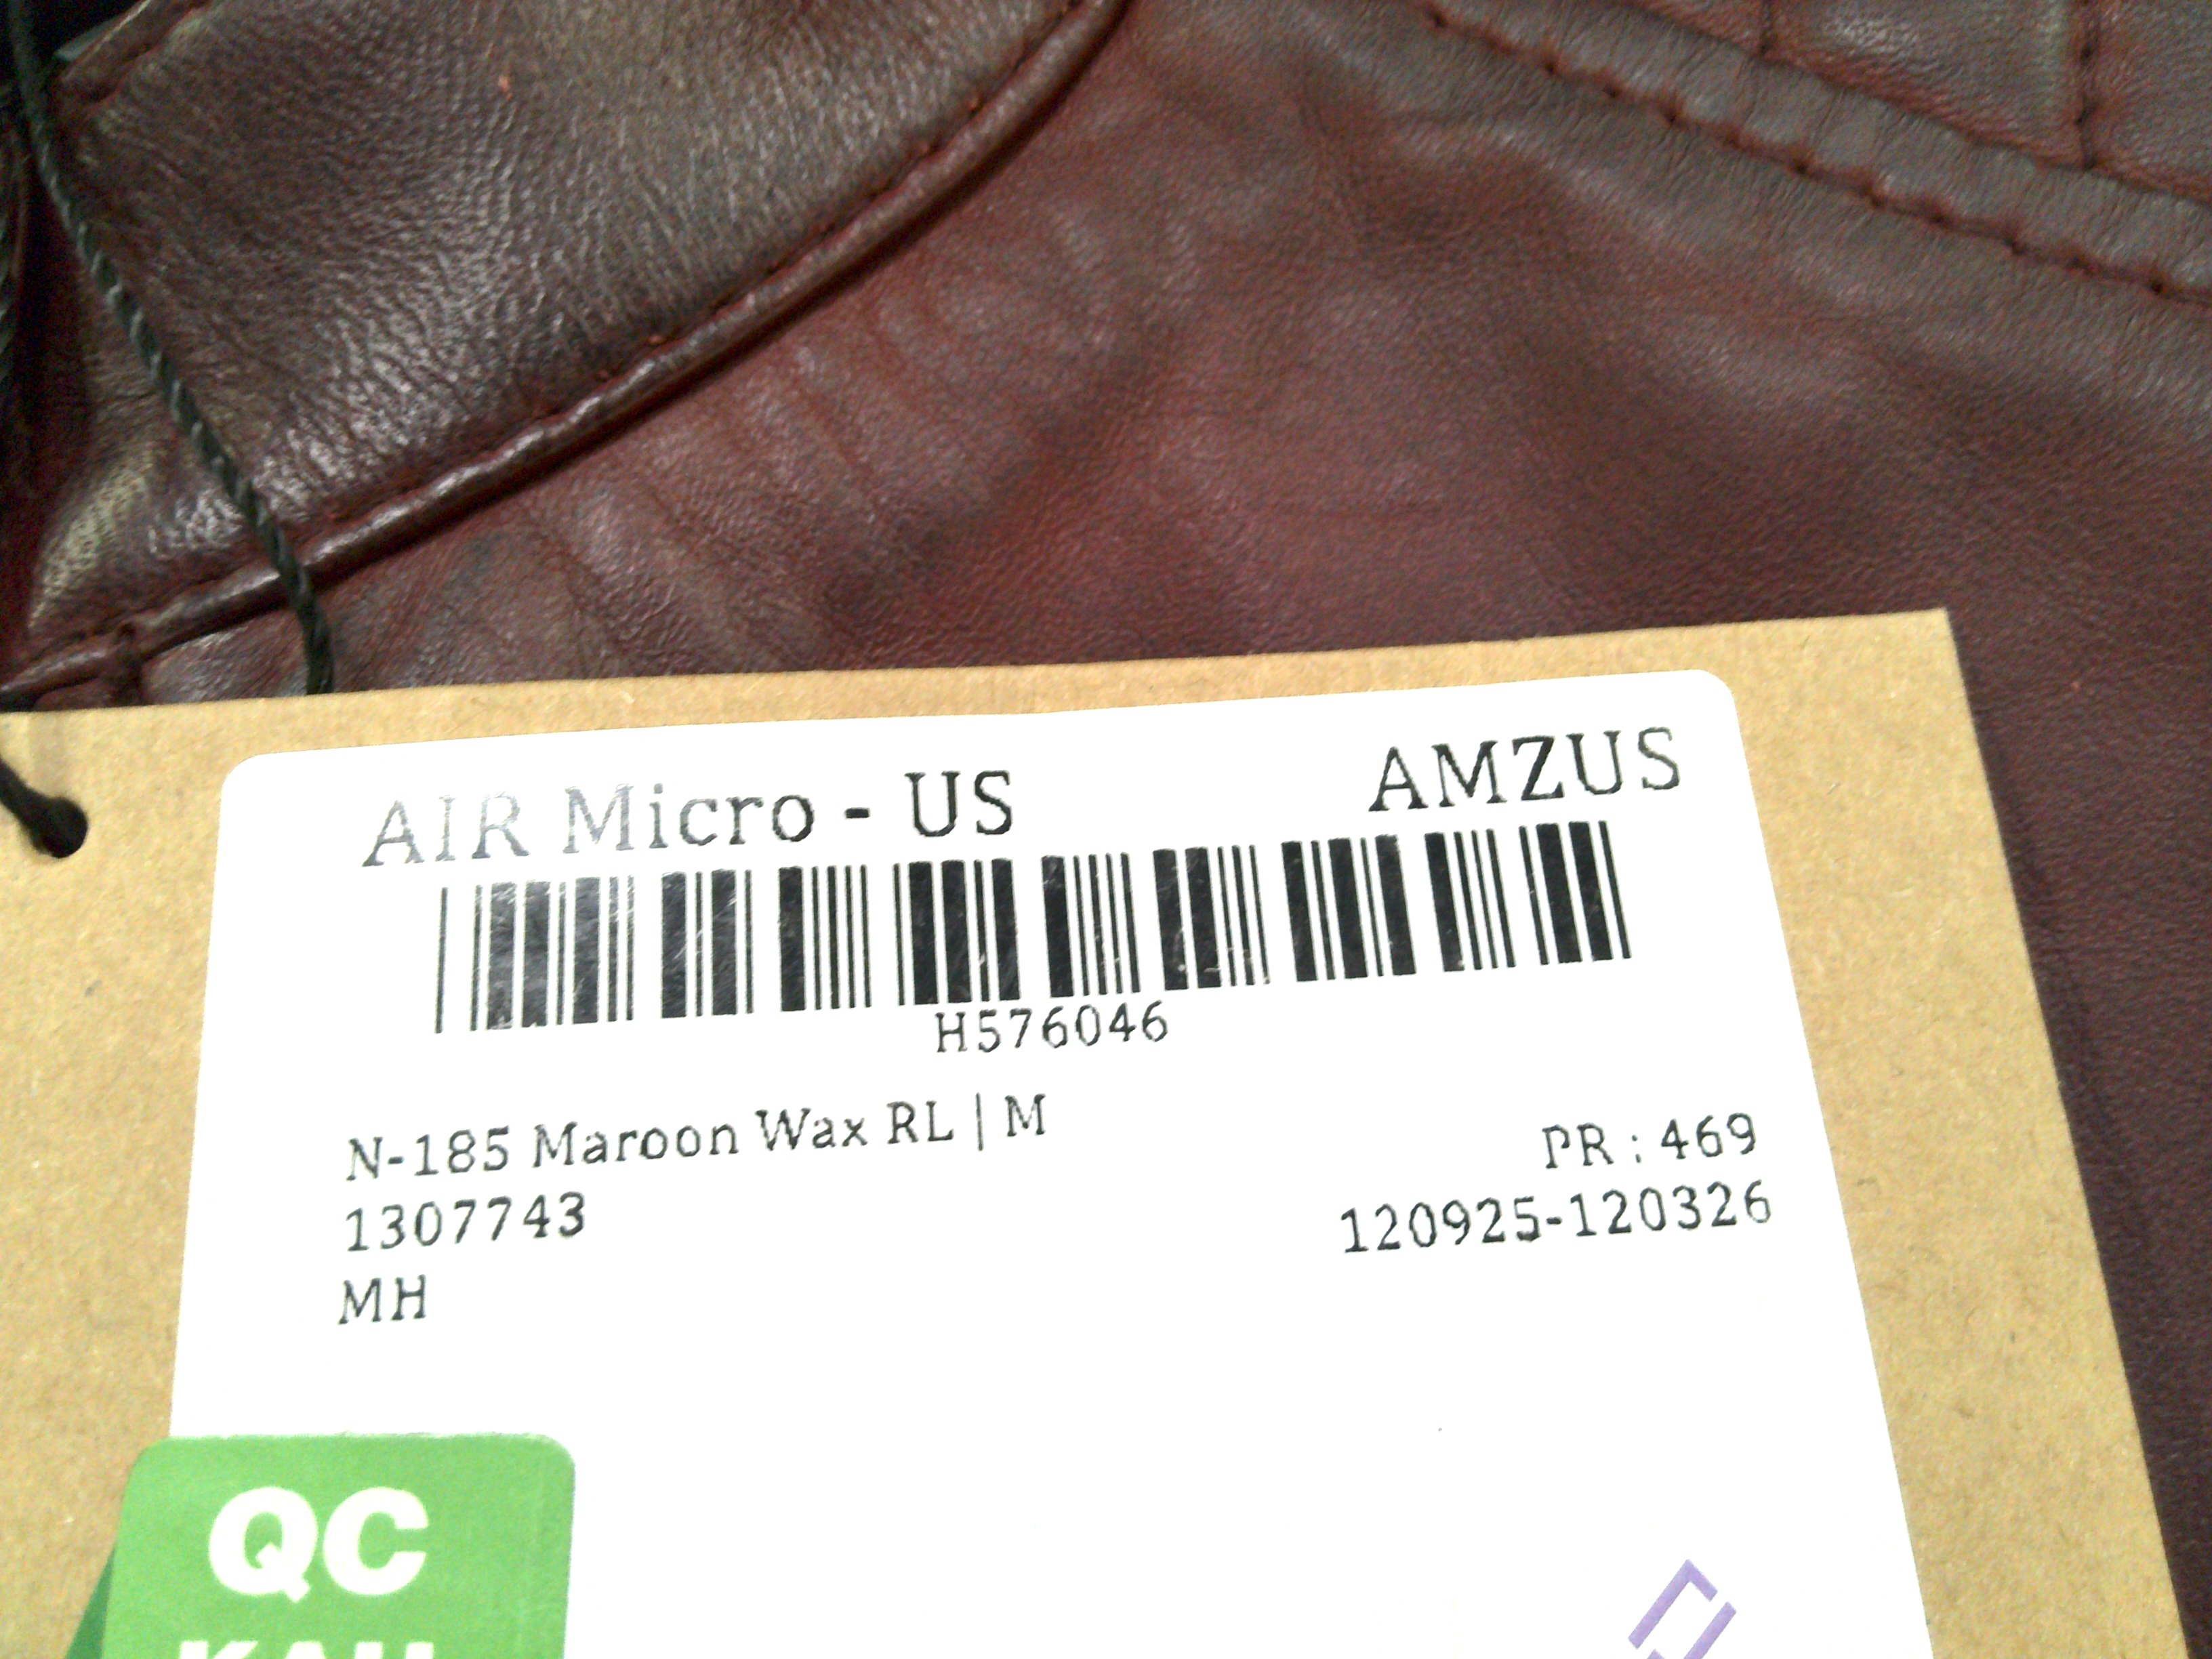 AIR Micro - US AMZUS
H576046
N-185 Maroon Wax RL | M
PR : 469
1307743
120925-120326
MH
QC